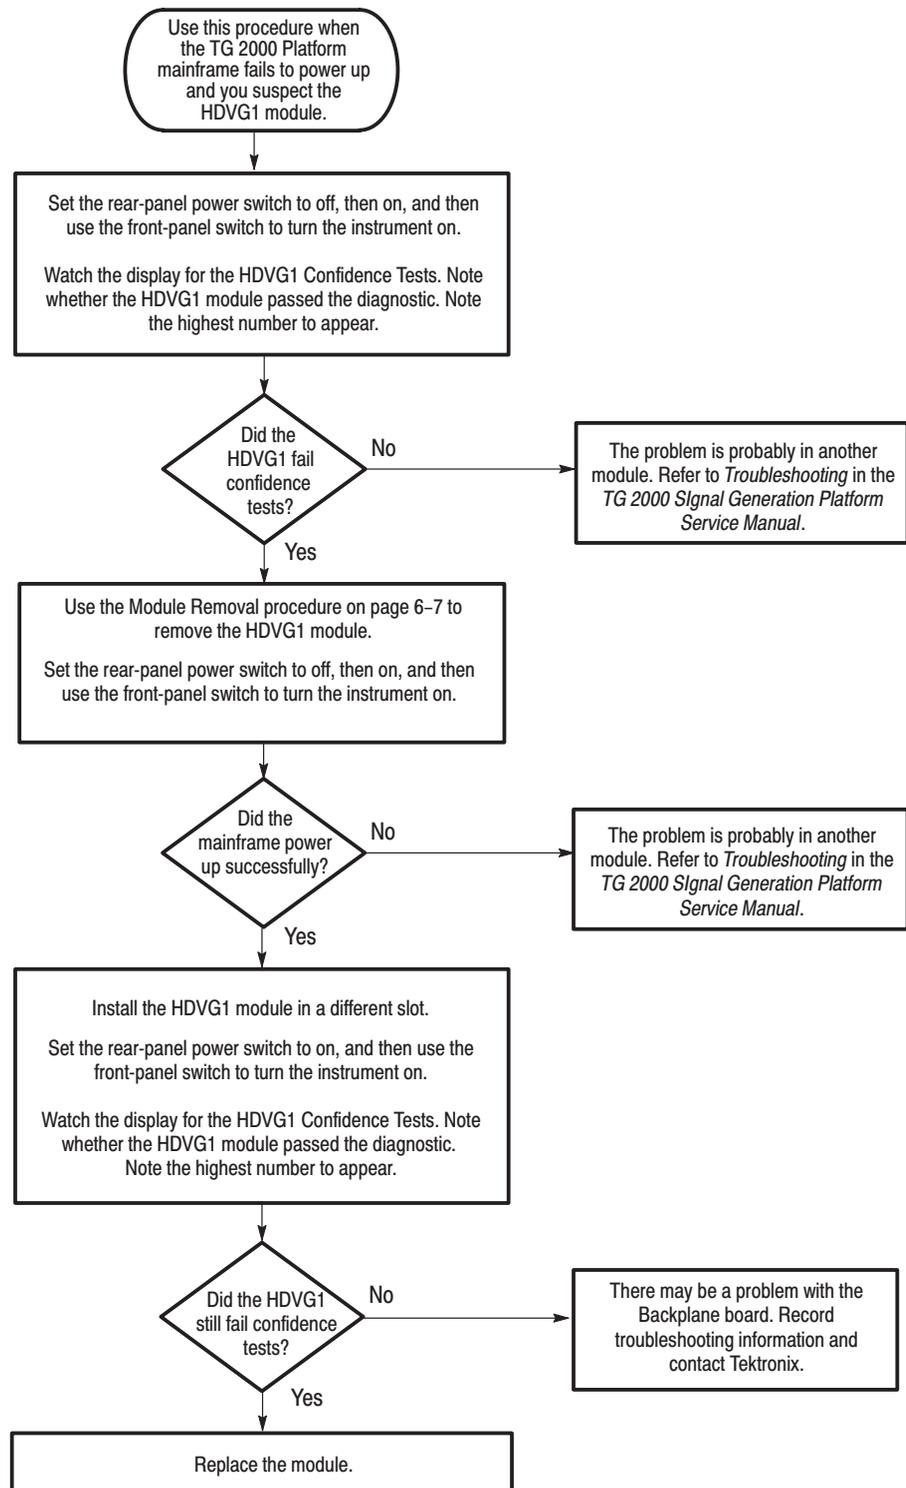 Use this procedure when
the TG 2000 Platform
mainframe fails to power up
and you suspect the
HDVG1 module.
Set the rear-panel power switch to off, then on, and then
use the front-panel switch to turn the instrument on.
Watch the display for the HDVG1 Confidence Tests. Note
whether the HDVG1 module passed the diagnostic. Note
the highest number to appear.
Did the
HDVG1 fail
confidence
tests?
No
The problem is probably in another
module. Refer to Troubleshooting in the
TG 2000 SIgnal Generation Platform
Service Manual.
Yes
Use the Module Removal procedure on page 6–7 to
remove the HDVG1 module.
Set the rear-panel power switch to off, then on, and then
use the front-panel switch to turn the instrument on.
Did the
mainframe power
up successfully?
No
The problem is probably in another
module. Refer to Troubleshooting in the
TG 2000 SIgnal Generation Platform
Service Manual.
Yes
Install the HDVG1 module in a different slot.
Set the rear-panel power switch to on, and then use the
front-panel switch to turn the instrument on.
Watch the display for the HDVG1 Confidence Tests. Note
whether the HDVG1 module passed the diagnostic.
Note the highest number to appear.
Did the HDVG1
still fail confidence
tests?
No
There may be a problem with the
Backplane board. Record
troubleshooting information and
contact Tektronix.
Yes
Replace the module.